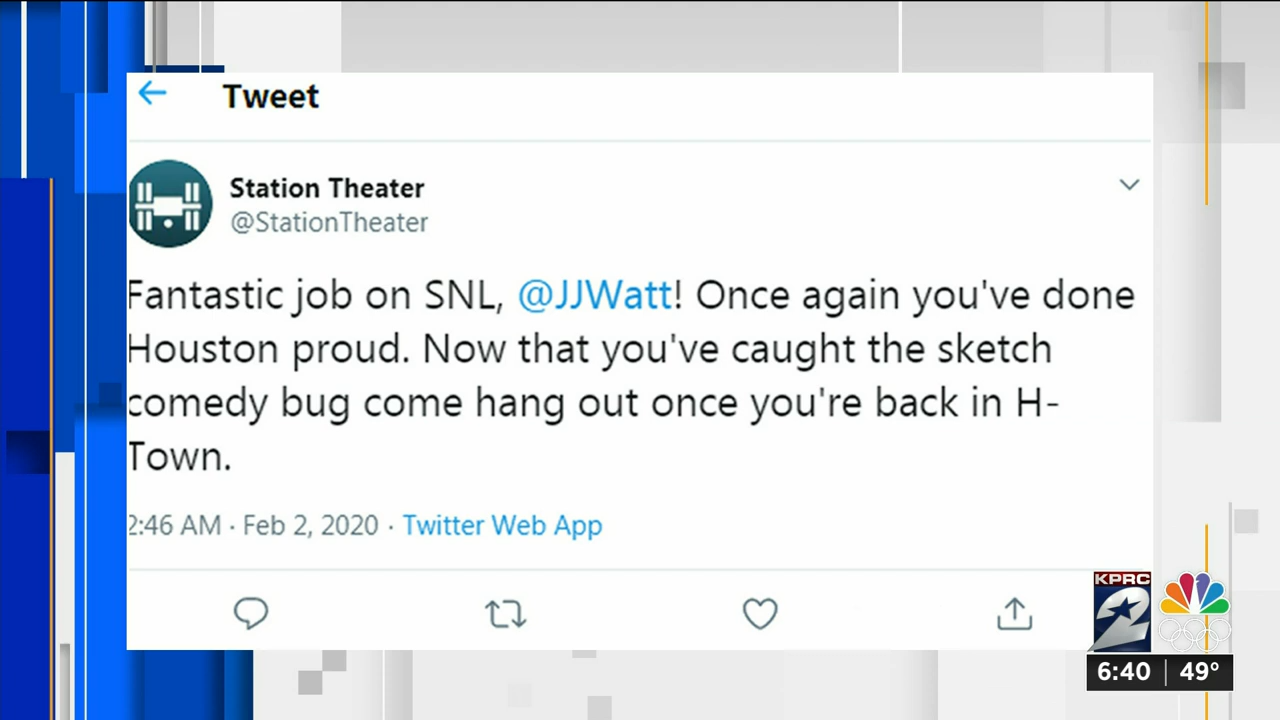 Tweet
Station Theater
@StationTheater
Fantastic job on SNL, @JJWatt! Once again you've done
Houston proud. Now that you've caught the sketch
comedy bug come hang out once you're back in H-
Town.
2:46 AM · Feb 2, 2020 · Twitter Web App
KPRC
2
6:40 | 49°